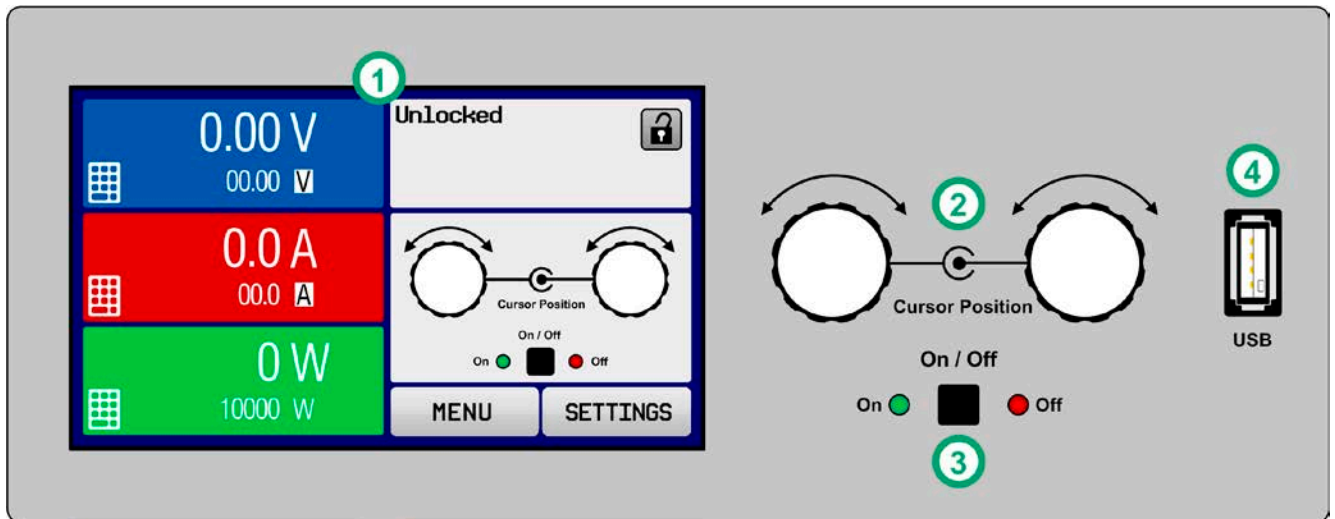 1
0.00 V
00.00 V
0.0 A
00.0 A
0 W
10000 W
Unlocked
Cursor Position
On / Off
On Off
MENU SETTINGS
2
Cursor Position
On / Off
On Off
3
4
USB